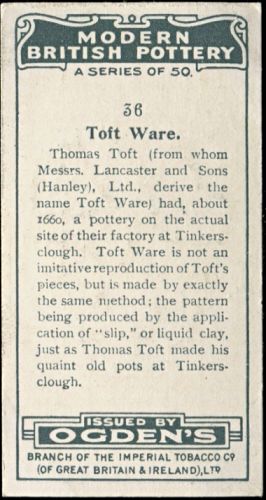 MODERN
BRITISH POTTERY
A SERIES OF 50.
36
Toft Ware.
Thomas Toft (from whom
Messrs. Lancaster and Sons
(Hanley), Ltd., derive the
name Toft Ware) had, about
1660, a pottery on the actual
site of their factory at Tinkers-
clough. Toft Ware is not an
imitative reproduction of Toft's
pieces, but is made by exactly
the same method; the pattern
being produced by the appli-
cation of "slip," or liquid clay,
just as Thomas Toft made his
quaint old pots at Tinkers-
clough.
ISSUED BY
OGDEN'S
BRANCH OF THE IMPERIAL TOBACCO CO
(OF GREAT BRITAIN & IRELAND), LTD